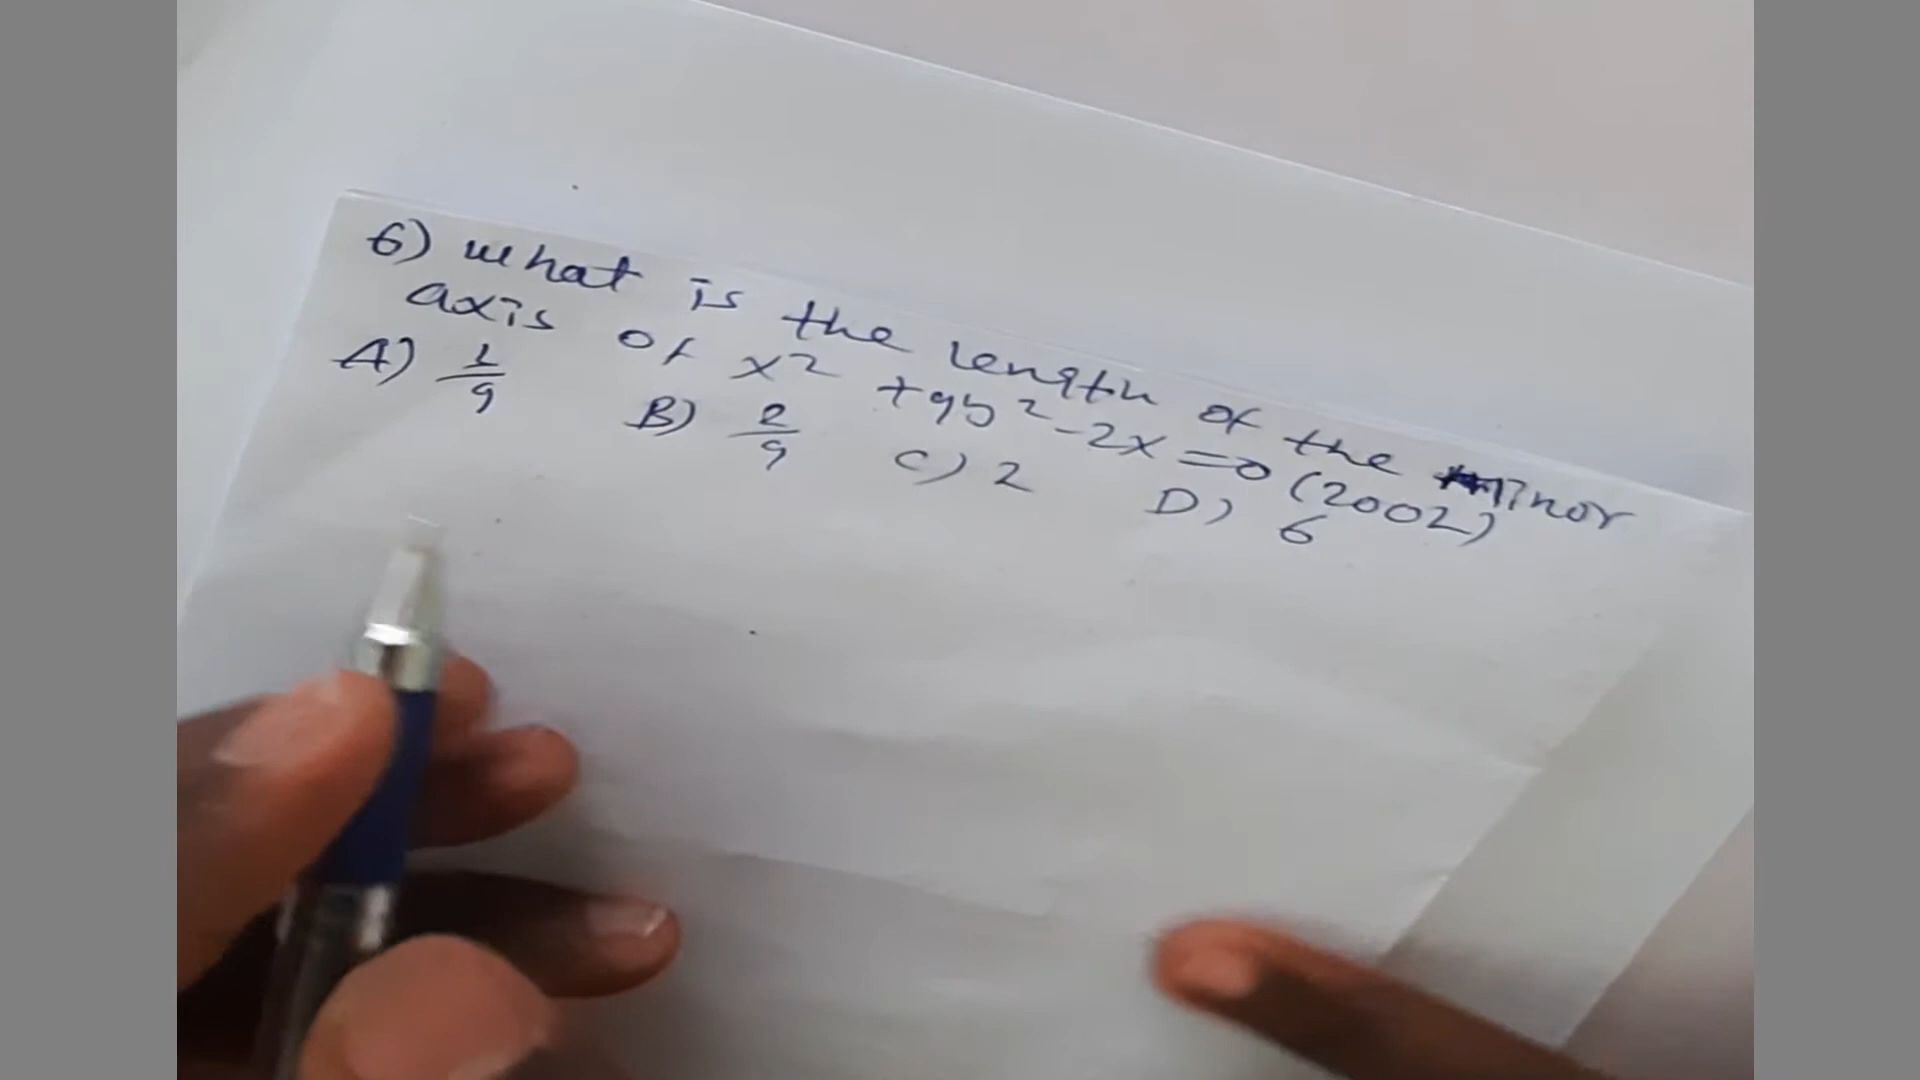 6) what is the length of the minor
axis of x² + 9y² - 2x = 0 (2002)
A) 1/9 B) 2/9 C) 2 D) 6